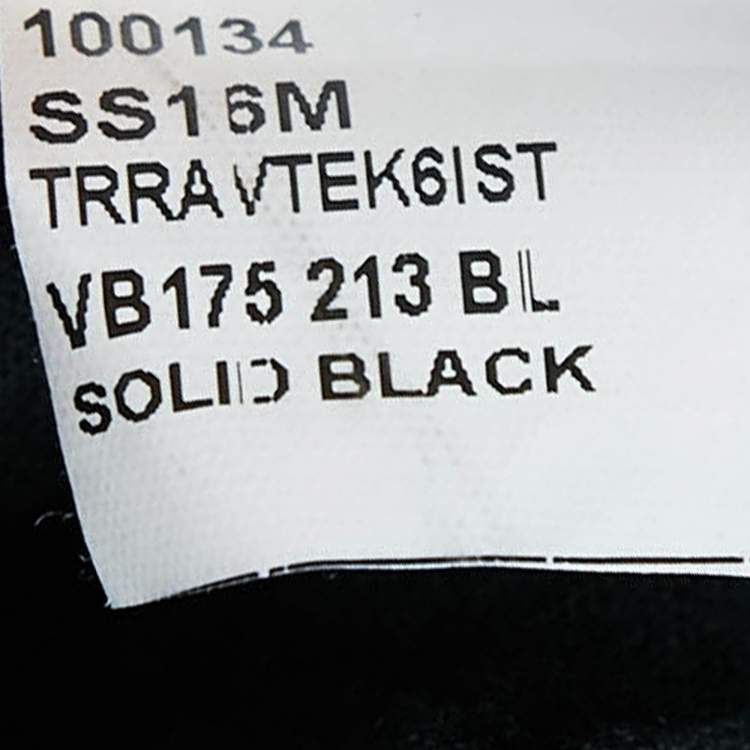 100134
SS16M
TRRAVTEK6IST
VB175 213 BL
SOLID BLACK